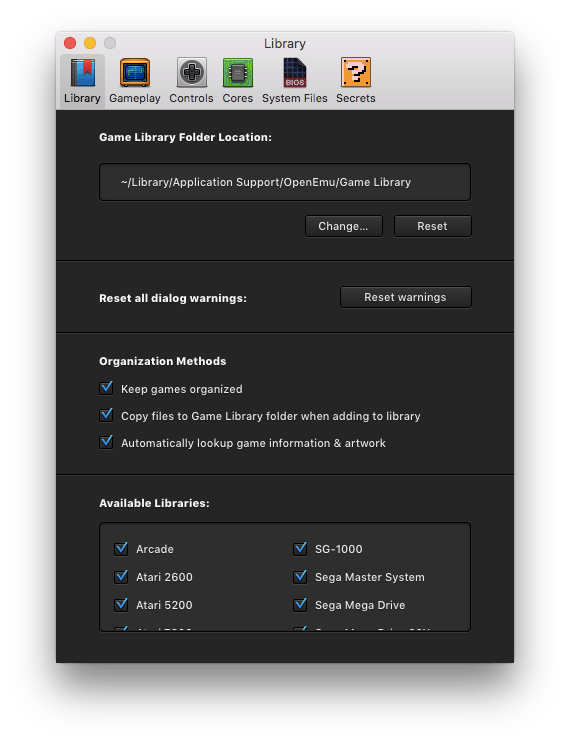 Library
Library Gameplay Controls Cores System Files Secrets
BIOS
Game Library Folder Location:
~/Library/Application Support/OpenEmu/Game Library
Change... Reset
Reset all dialog warnings: Reset warnings
Organization Methods
Keep games organized
Copy files to Game Library folder when adding to library
Automatically lookup game information & artwork
Available Libraries:
Arcade SG-1000
Atari 2600 Sega Master System
Atari 5200 Sega Mega Drive